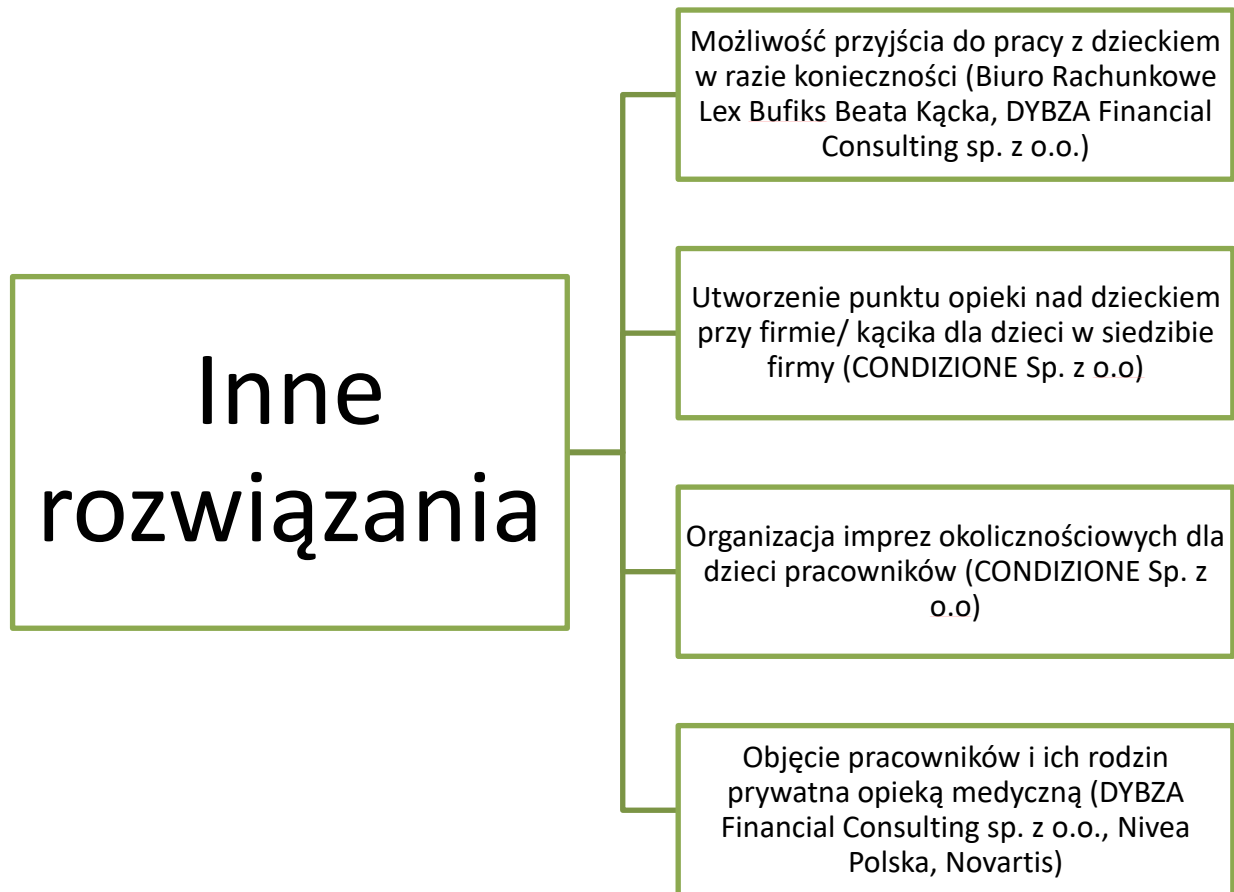 Inne
rozwiązania
Możliwość przyjścia do pracy z dzieckiem
w razie konieczności (Biuro Rachunkowe
Lex Bufiks Beata Kącka, DYBZA Financial
Consulting sp. z o.o.)
Utworzenie punktu opieki nad dzieckiem
przy firmie/ kącika dla dzieci w siedzibie
firmy (CONDIZIONE Sp. z o.o)
Organizacja imprez okolicznościowych dla
dzieci pracowników (CONDIZIONE Sp. z
o.o)
Objęcie pracowników i ich rodzin
prywatna opieką medyczną (DYBZA
Financial Consulting sp. z o.o., Nivea
Polska, Novartis)